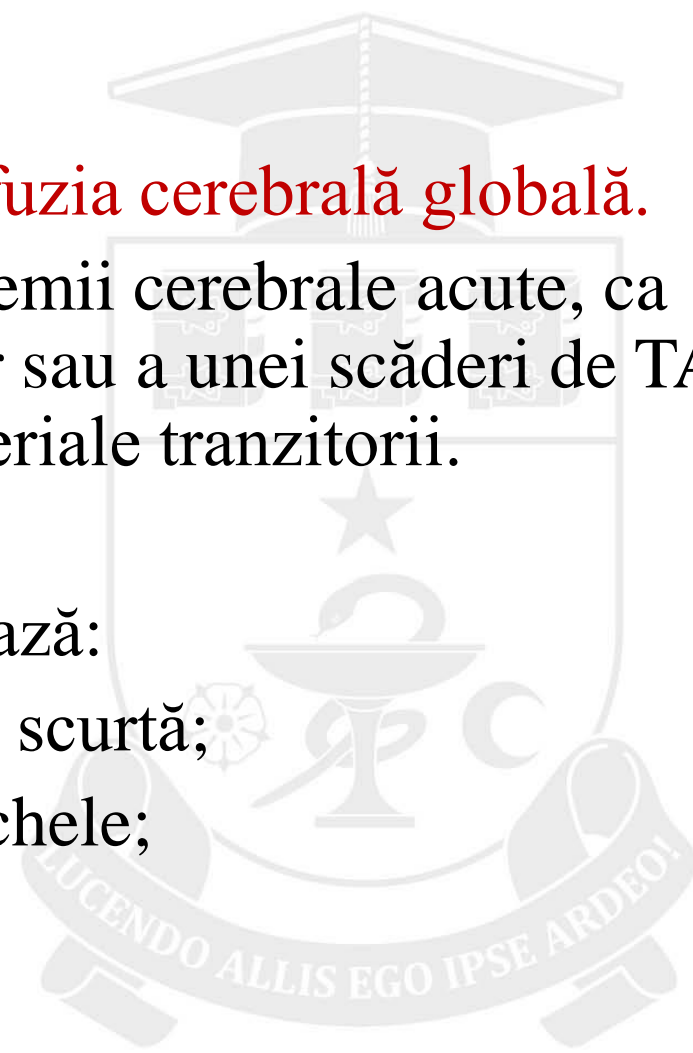 fuzia cerebrală globală.
emii cerebrale acute, ca
r sau a unei scăderi de TA
eriale tranzitorii.
ază:
scurtă;
chele;
LUCENDO ALLIS EGO IPSE ARDEO!